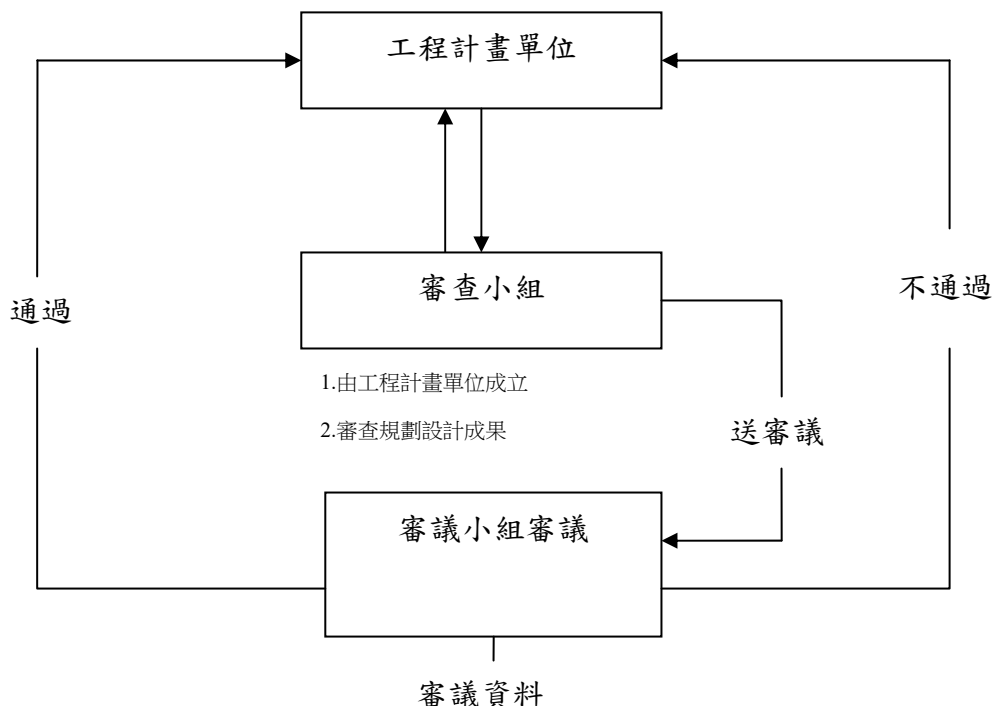 工程計畫單位
審查小組
通過
不通過
1.由工程計畫單位成立
2.審查規劃設計成果
送審議
審議小組審議
審議資料